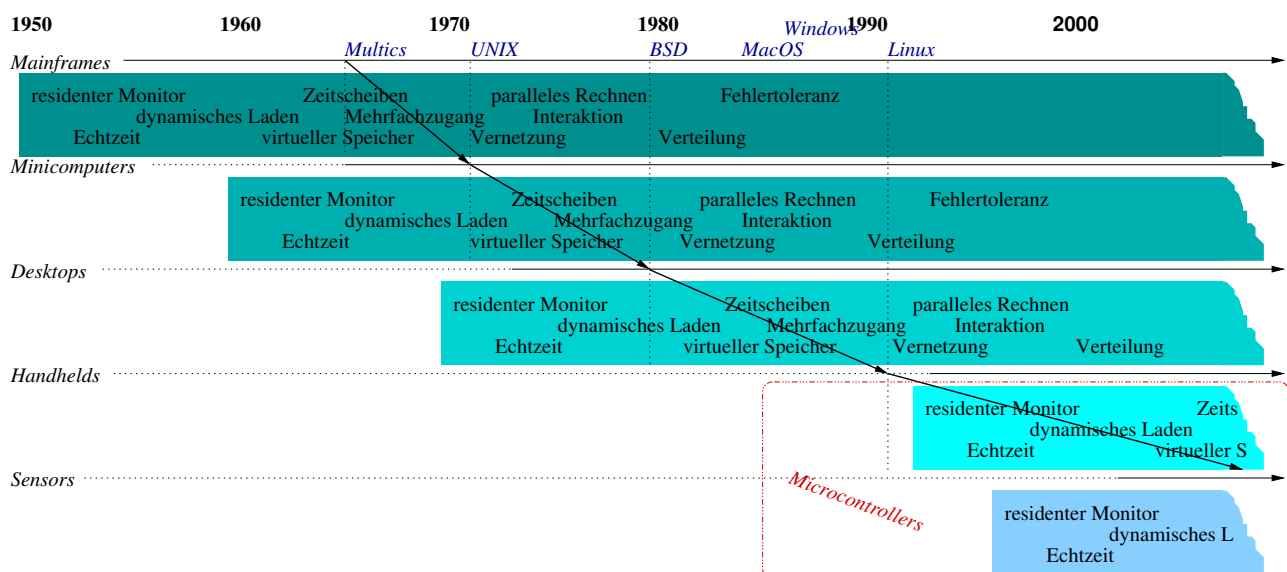 1950 1960 1970 1980 1990 2000
Windows
Multics UNIX BSD MacOS Linux
Mainframes
residenter Monitor Zeitscheiben paralleles Rechnen Fehlertoleranz
dynamisches Laden Mehrfachzugang Interaktion
Echtzeit virtueller Speicher Vernetzung Verteilung
Minicomputers
residenter Monitor Zeitscheiben paralleles Rechnen Fehlertoleranz
dynamisches Laden Mehrfachzugang Interaktion
Echtzeit virtueller Speicher Vernetzung Verteilung
Desktops
residenter Monitor Zeitscheiben paralleles Rechnen
dynamisches Laden Mehrfachzugang Interaktion
Echtzeit virtueller Speicher Vernetzung Verteilung
Handhelds
residenter Monitor Zeits
dynamisches Laden
Echtzeit virtueller S
Sensors
Microcontrollers
residenter Monitor
dynamisches L
Echtzeit